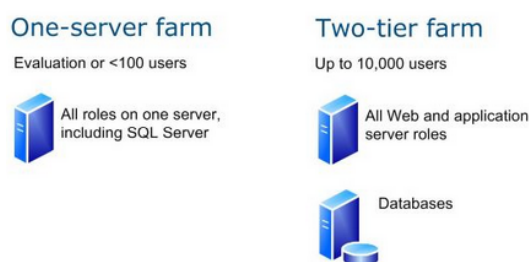 One-server farm
Evaluation or <100 users
All roles on one server,
including SQL Server
Two-tier farm
Up to 10,000 users
All Web and application
server roles
Databases